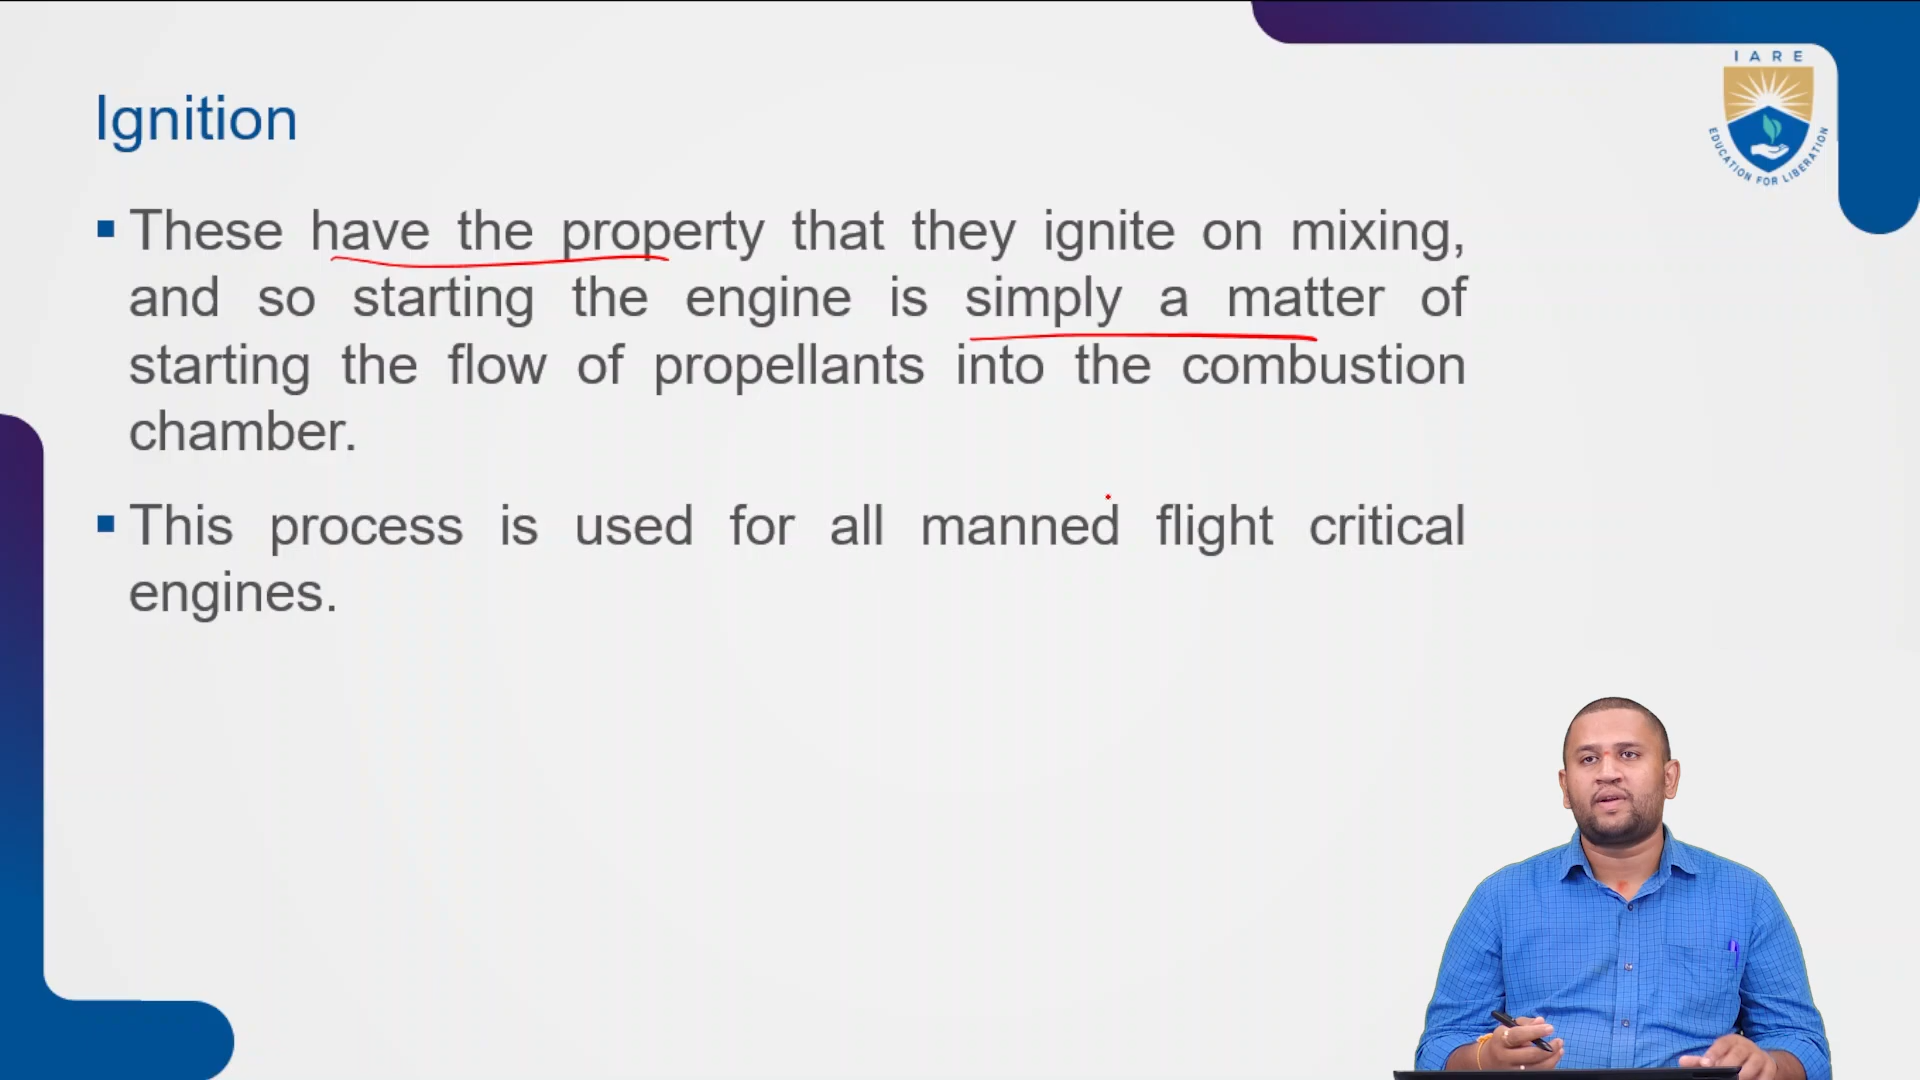 IARE
EDUCATION FOR LIBERATION
Ignition
These have the property that they ignite on mixing,
and so starting the engine is simply a matter of
starting the flow of propellants into the combustion
chamber.
This process is used for all manned flight critical
engines.